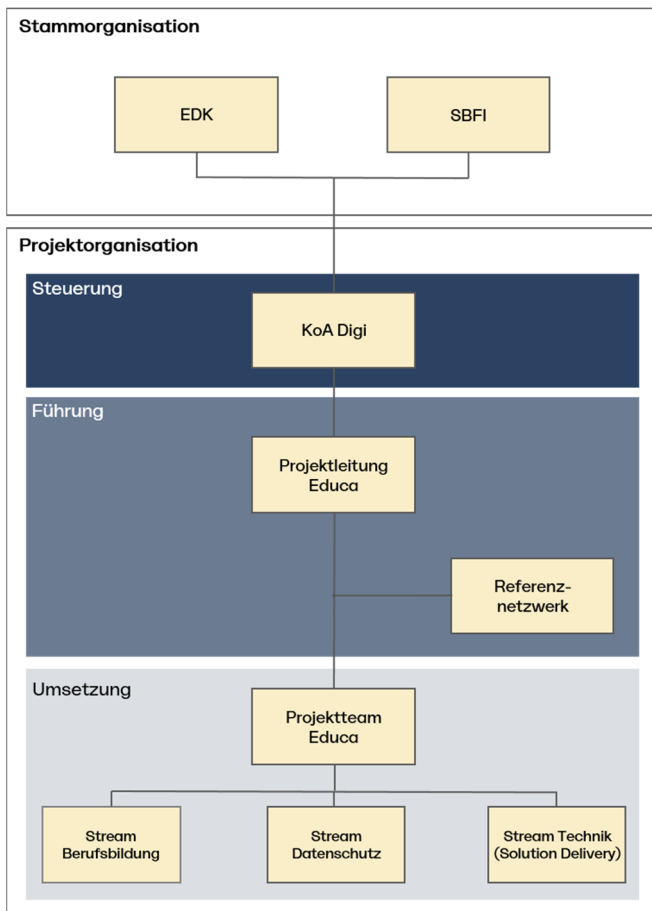 Stammorganisation
EDK
SBFI
Projektorganisation
Steuerung
KoA Digi
Führung
Projektleitung
Educa
Referenz-
netzwerk
Umsetzung
Projektteam
Educa
Stream
Berufsbildung
Stream
Datenschutz
Stream Technik
(Solution Delivery)